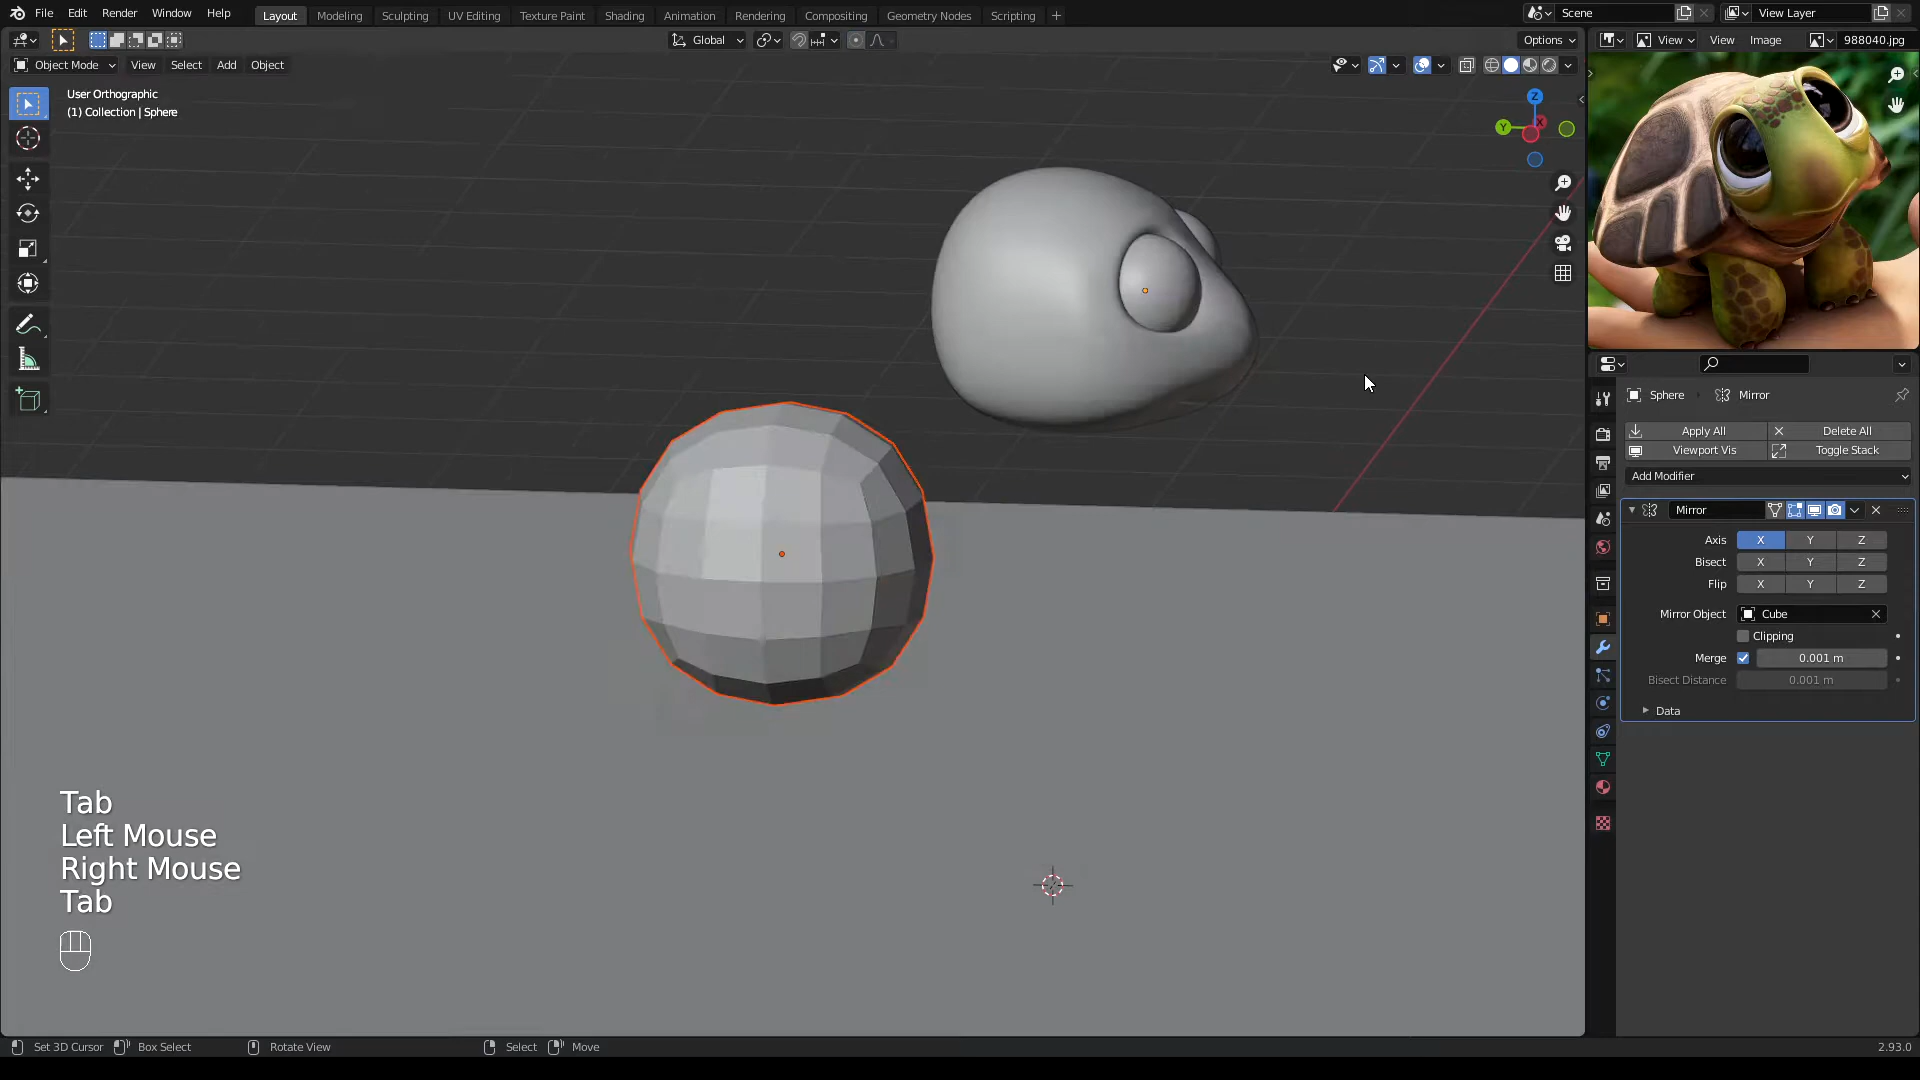 File Edit Render Window Help Layout Modeling Sculpting UV Editing Texture Paint Shading Animation Rendering Compositing Geometry Nodes Scripting + Scene View Layer
Global Options View View Image 988040.jpg
Object Mode View Select Add Object
User Orthographic
(1) Collection | Sphere
Z
Y
X
Sphere Mirror
Apply All Delete All
Viewport Vis Toggle Stack
Add Modifier
Mirror
Axis X Y Z
Bisect X Y Z
Flip X Y Z
Mirror Object Cube
Clipping
Merge 0.001 m
Bisect Distance 0.001 m
Data
Tab
Left Mouse
Right Mouse
Tab
Set 3D Cursor Box Select Rotate View Select Move 2.93.0